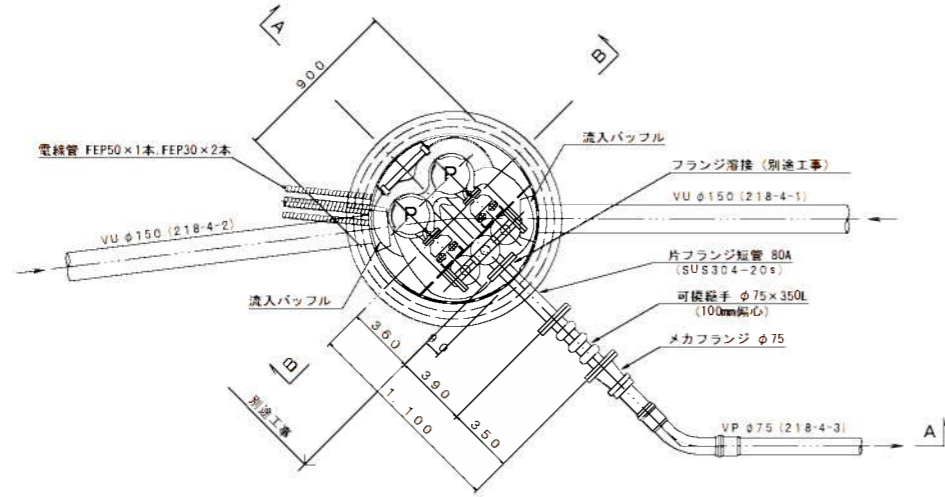 A
B
900
流入バッフル
電線管 FEP50×1本,FEP30×2本
フランジ溶接 (別途工事)
P
P
VU φ150 (218-4-1)
VU φ150 (218-4-2)
片フランジ短管 80A
(SUS304-20s)
流入バッフル
可撓継手 φ75×350L
(100mm偏心)
メカフランジ φ75
360
90
390
350
1,100
B
別途工事
VP φ75 (218-4-3)
A